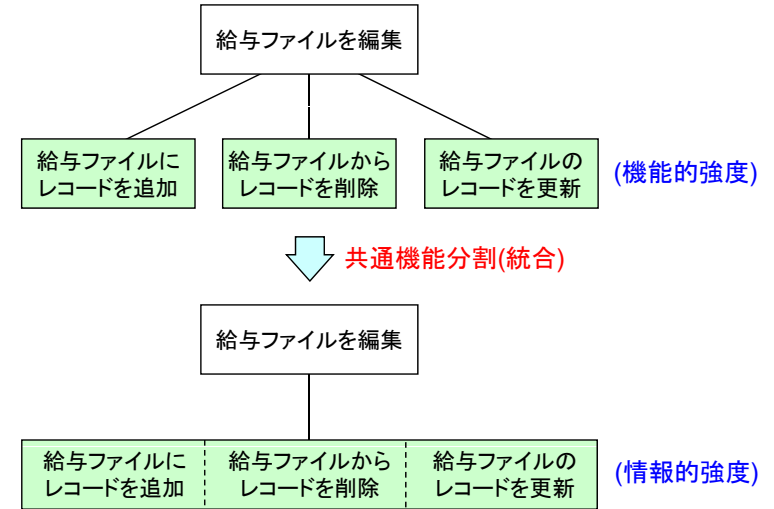 給与ファイルを編集
給与ファイルに
レコードを追加
給与ファイルから
レコードを削除
給与ファイルの
レコードを更新
(機能的強度)
共通機能分割(統合)
給与ファイルを編集
給与ファイルに
レコードを追加
給与ファイルから
レコードを削除
給与ファイルの
レコードを更新
(情報的強度)